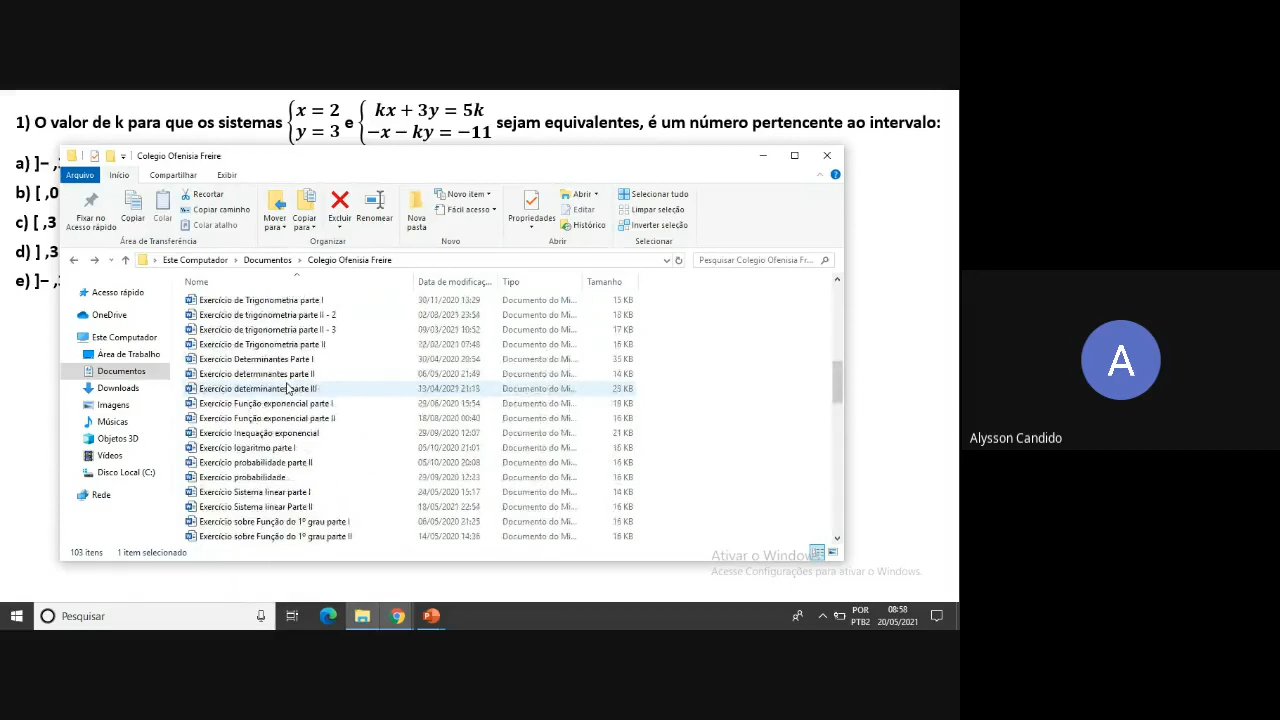 1) O valor de k para que os sistemas {x = 2 y = 3 e {kx + 3y = 5k −x − ky = −11 sejam equivalentes, é um número pertencente ao intervalo:
a) ]−
b) [ ,0
c) [ ,3
d) ] ,3
e) ]−
Colegio Ofenisia Freire
Arquivo Início Compartilhar Exibir
Fixar no Acesso rápido
Copiar
Colar
Recortar
Copiar caminho
Colar atalho
Mover para
Copiar para
Excluir
Renomear
Nova pasta
Novo item
Fácil acesso
Propriedades
Abrir
Editar
Histórico
Selecionar tudo
Limpar seleção
Inverter seleção
Área de Transferência Organizar Novo Abrir Selecionar
Este Computador > Documentos > Colegio Ofenisia Freire
Pesquisar Colegio Ofenisia Fr...
Acesso rápido
OneDrive
Este Computador
Área de Trabalho
Documentos
Downloads
Imagens
Músicas
Objetos 3D
Vídeos
Disco Local (C:)
Rede
Nome Data de modificaç... Tipo Tamanho
Exercício de Trigonometria parte I 30/11/2020 13:29 Documento do Mi... 15 KB
Exercício de trigonometria parte II - 2 02/03/2021 23:54 Documento do Mi... 18 KB
Exercício de trigonometria parte II - 3 09/03/2021 10:52 Documento do Mi... 17 KB
Exercício de Trigonometria parte II 22/02/2021 07:48 Documento do Mi... 16 KB
Exercício Determinantes Parte I 30/04/2020 20:54 Documento do Mi... 35 KB
Exercício determinantes parte II 06/05/2020 21:49 Documento do Mi... 14 KB
Exercício determinantes parte III 13/04/2021 21:13 Documento do Mi... 23 KB
Exercício Função exponencial parte I 29/06/2020 15:54 Documento do Mi... 18 KB
Exercício Função exponencial parte II 18/08/2020 00:40 Documento do Mi... 16 KB
Exercício Inequação exponencial 29/09/2020 12:07 Documento do Mi... 21 KB
Exercício logaritmo parte I 05/10/2020 21:01 Documento do Mi... 16 KB
Exercício probabilidade parte II 05/10/2020 20:08 Documento do Mi... 16 KB
Exercício probabilidade 29/09/2020 12:23 Documento do Mi... 16 KB
Exercício Sistema linear parte I 24/05/2020 15:17 Documento do Mi... 14 KB
Exercício Sistema linear Parte II 18/05/2021 22:54 Documento do Mi... 16 KB
Exercício sobre Função do 1º grau parte I 06/05/2020 21:25 Documento do Mi... 16 KB
Exercício sobre Função do 1º grau parte II 14/05/2020 14:36 Documento do Mi... 16 KB
103 itens 1 item selecionado
Ativar o Windows
Acesse Configurações para ativar o Windows.
Pesquisar
POR
PTB2
08:58
20/05/2021
A
Alysson Candido